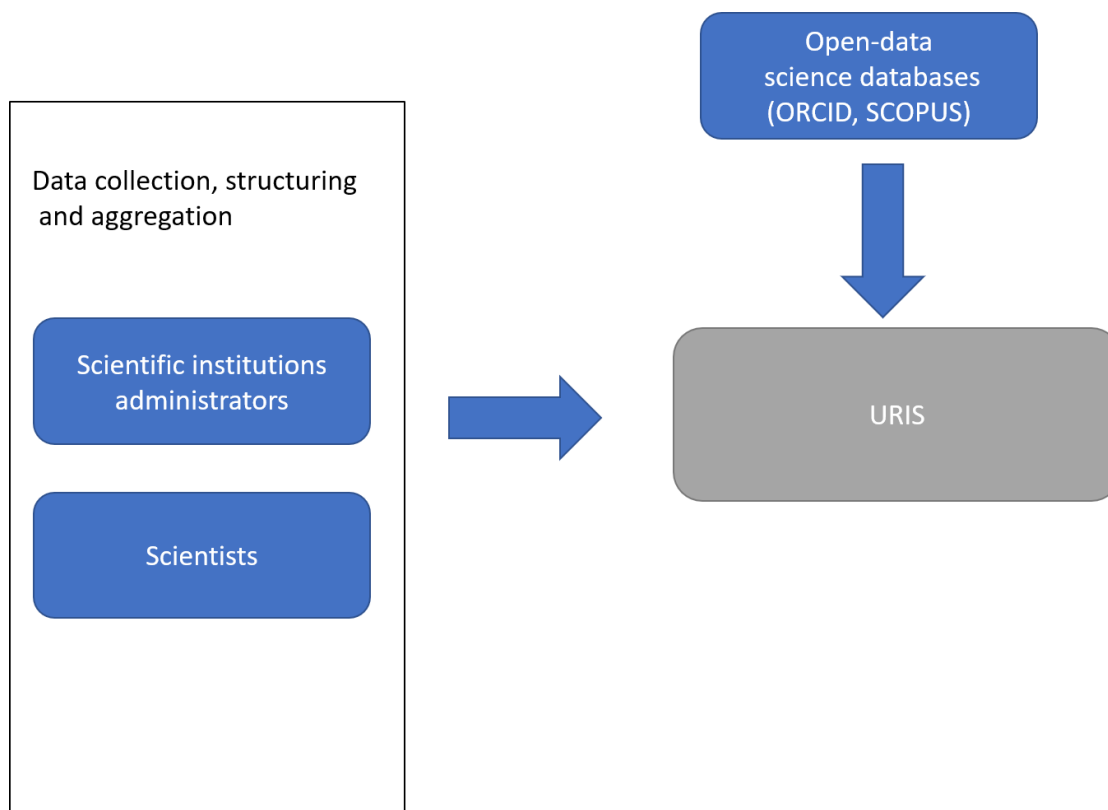 Open-data
science databases
(ORCID, SCOPUS)
Data collection, structuring
and aggregation
Scientific institutions
administrators
URIS
Scientists